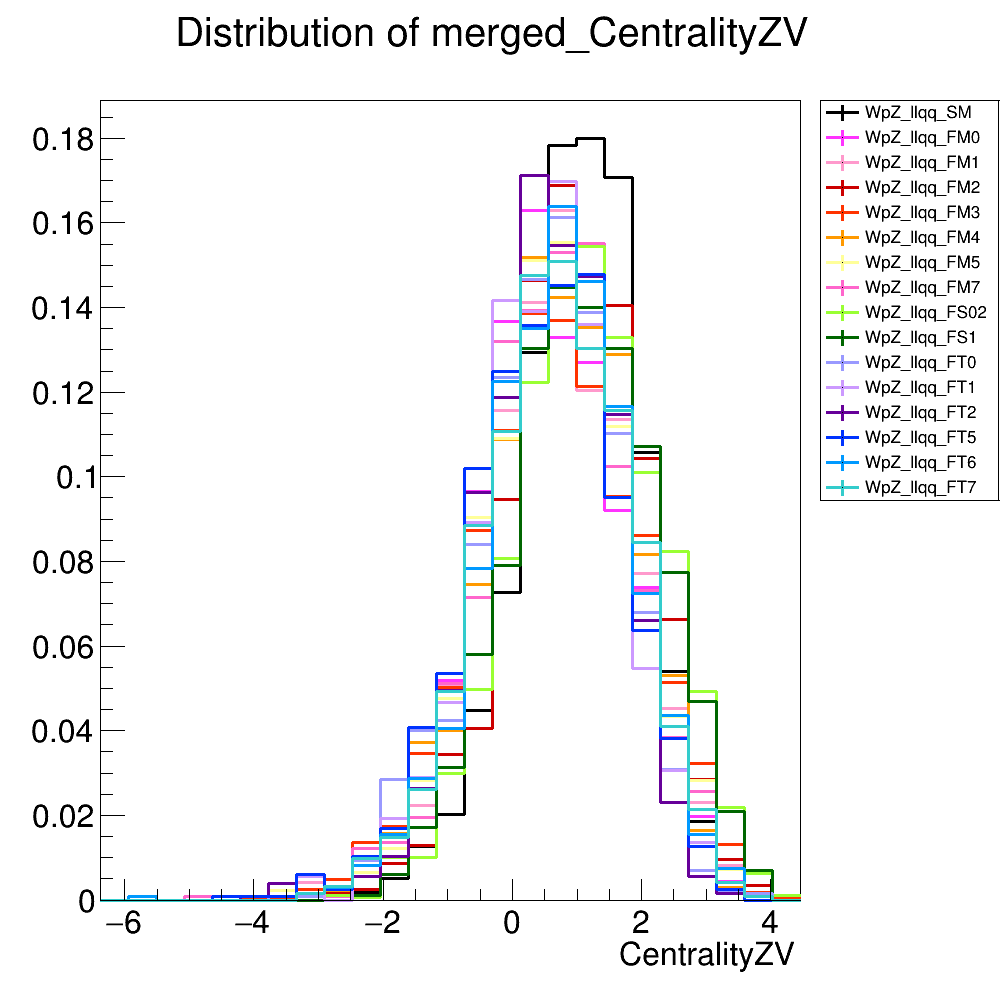 Distribution of merged_CentralityZV
0.18
0.16
0.14
0.12
0.1
0.08
0.06
0.04
0.02
0
−6 −4 −2 0 2 4
CentralityZV
WpZ_llqq_SM
WpZ_llqq_FM0
WpZ_llqq_FM1
WpZ_llqq_FM2
WpZ_llqq_FM3
WpZ_llqq_FM4
WpZ_llqq_FM5
WpZ_llqq_FM7
WpZ_llqq_FS02
WpZ_llqq_FS1
WpZ_llqq_FT0
WpZ_llqq_FT1
WpZ_llqq_FT2
WpZ_llqq_FT5
WpZ_llqq_FT6
WpZ_llqq_FT7